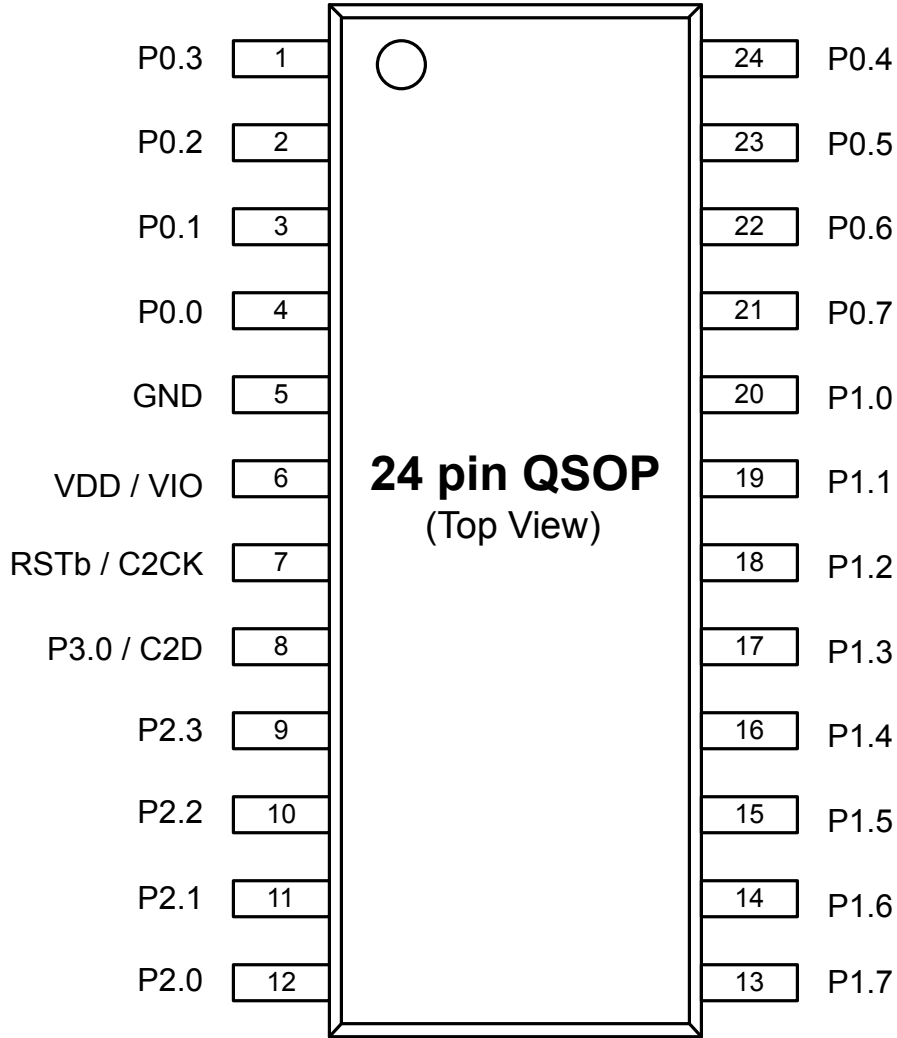 P0.3 1 24 P0.4
P0.2 2 23 P0.5
P0.1 3 22 P0.6
P0.0 4 21 P0.7
GND 5 20 P1.0
VDD / VIO 6 19 P1.1
24 pin QSOP
(Top View)
RSTb / C2CK 7 18 P1.2
P3.0 / C2D 8 17 P1.3
P2.3 9 16 P1.4
P2.2 10 15 P1.5
P2.1 11 14 P1.6
P2.0 12 13 P1.7